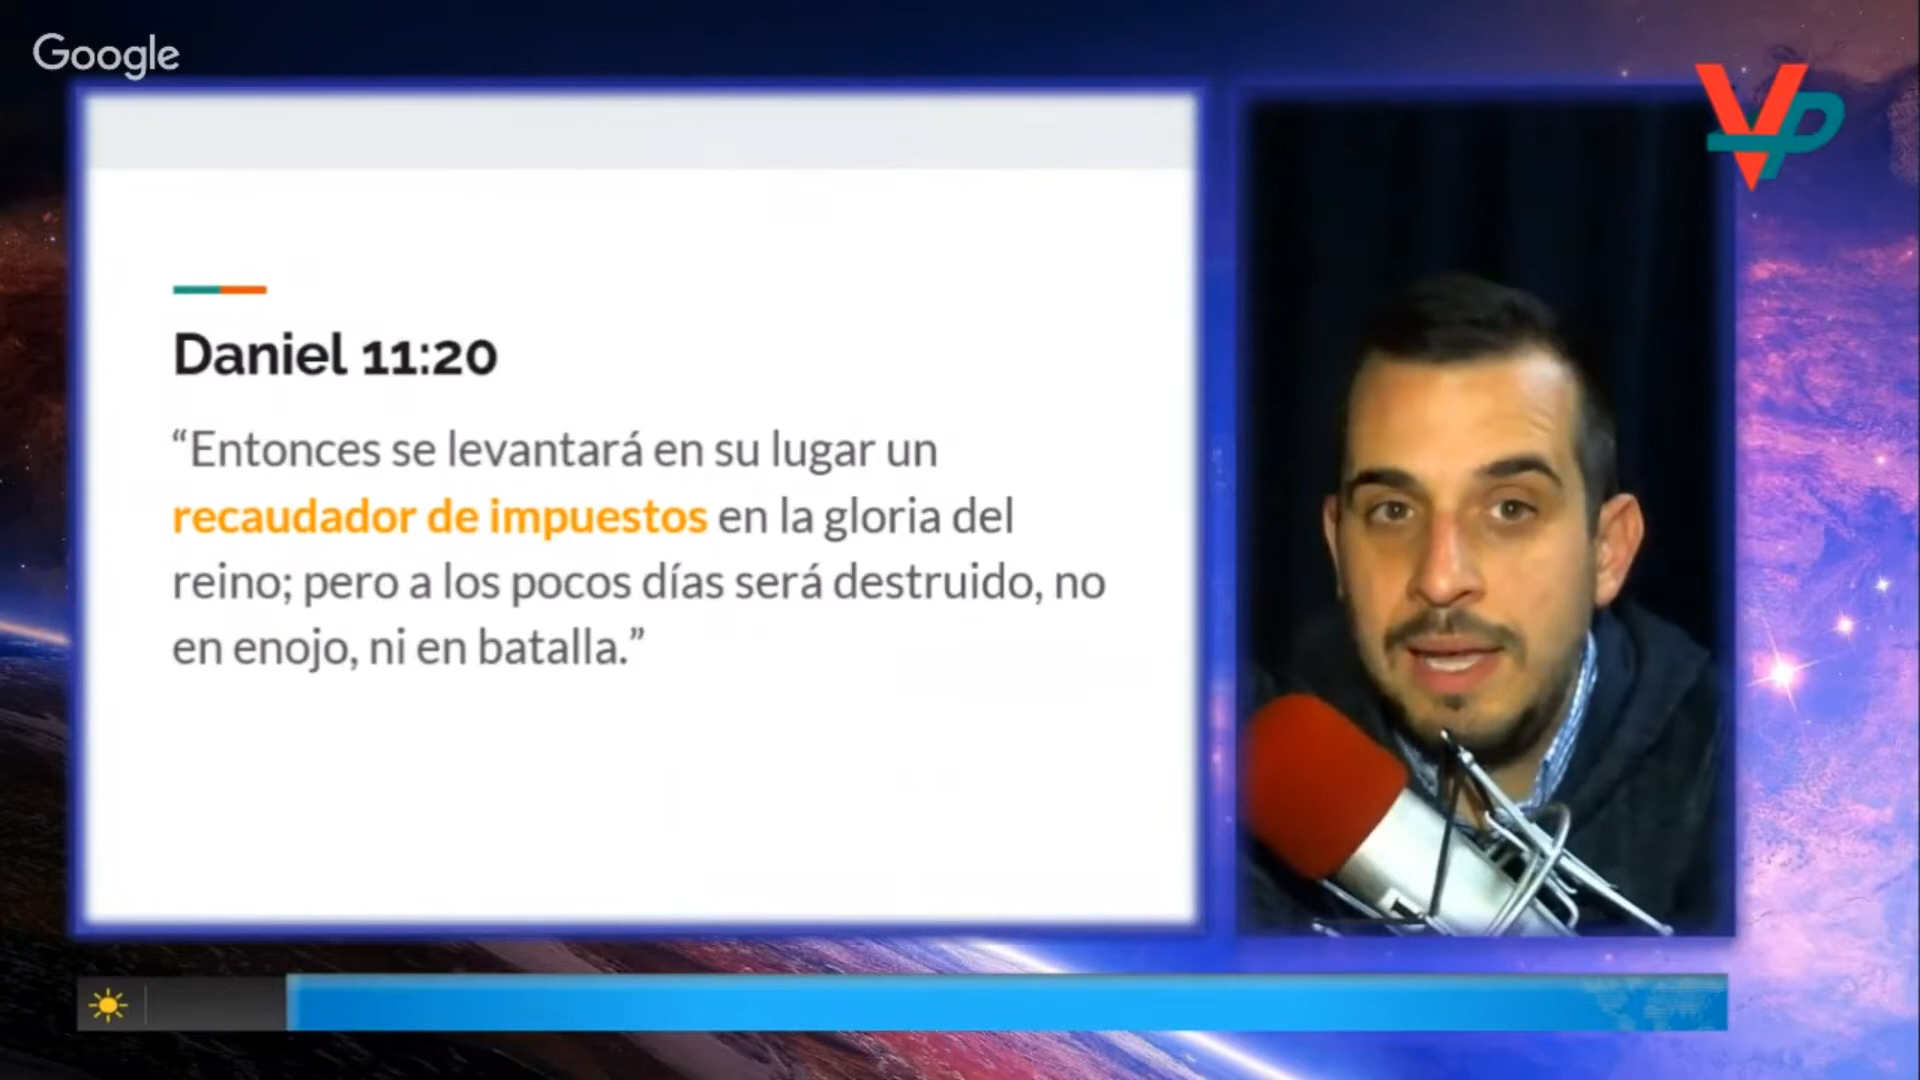 Google
VP
Daniel 11:20
“Entonces se levantará en su lugar un
recaudador de impuestos en la gloria del
reino; pero a los pocos días será destruido, no
en enojo, ni en batalla.”